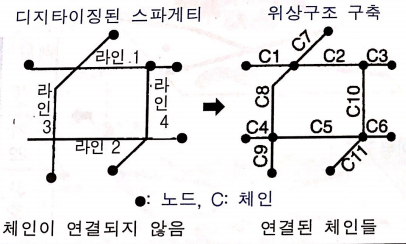 디지타이징된 스파게티
위상구조 구축
라인 1
라인 3
라인 4
라인 2
C7
C1
C2
C3
C8
C10
C4
C5
C6
C9
C11
●: 노드, C: 체인
체인이 연결되지 않음
연결된 체인들